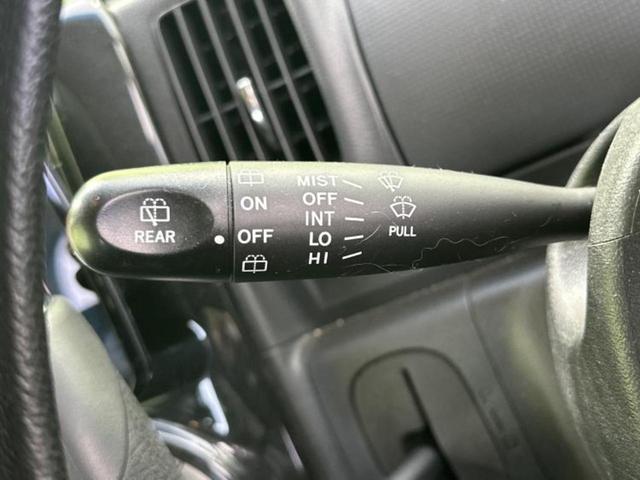 REAR
ON
OFF
MIST
OFF
INT
LO
HI
PULL